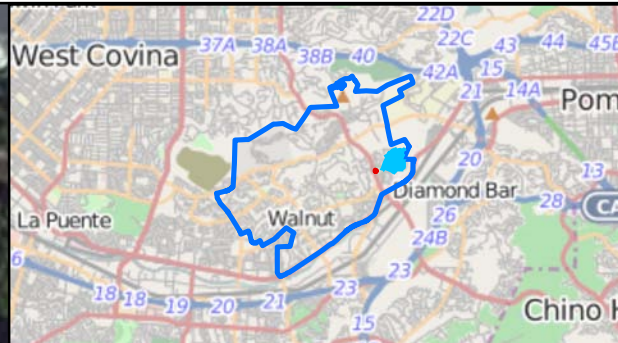 22D
37A 38A 38B 40 22C 43 44 45B
West Covina
42A 15
21 14A
Pom
20
13
Diamond Bar
28
CA
La Puente
Walnut
26
24B
6
23
18 18 19 20 21 23
15
Chino H